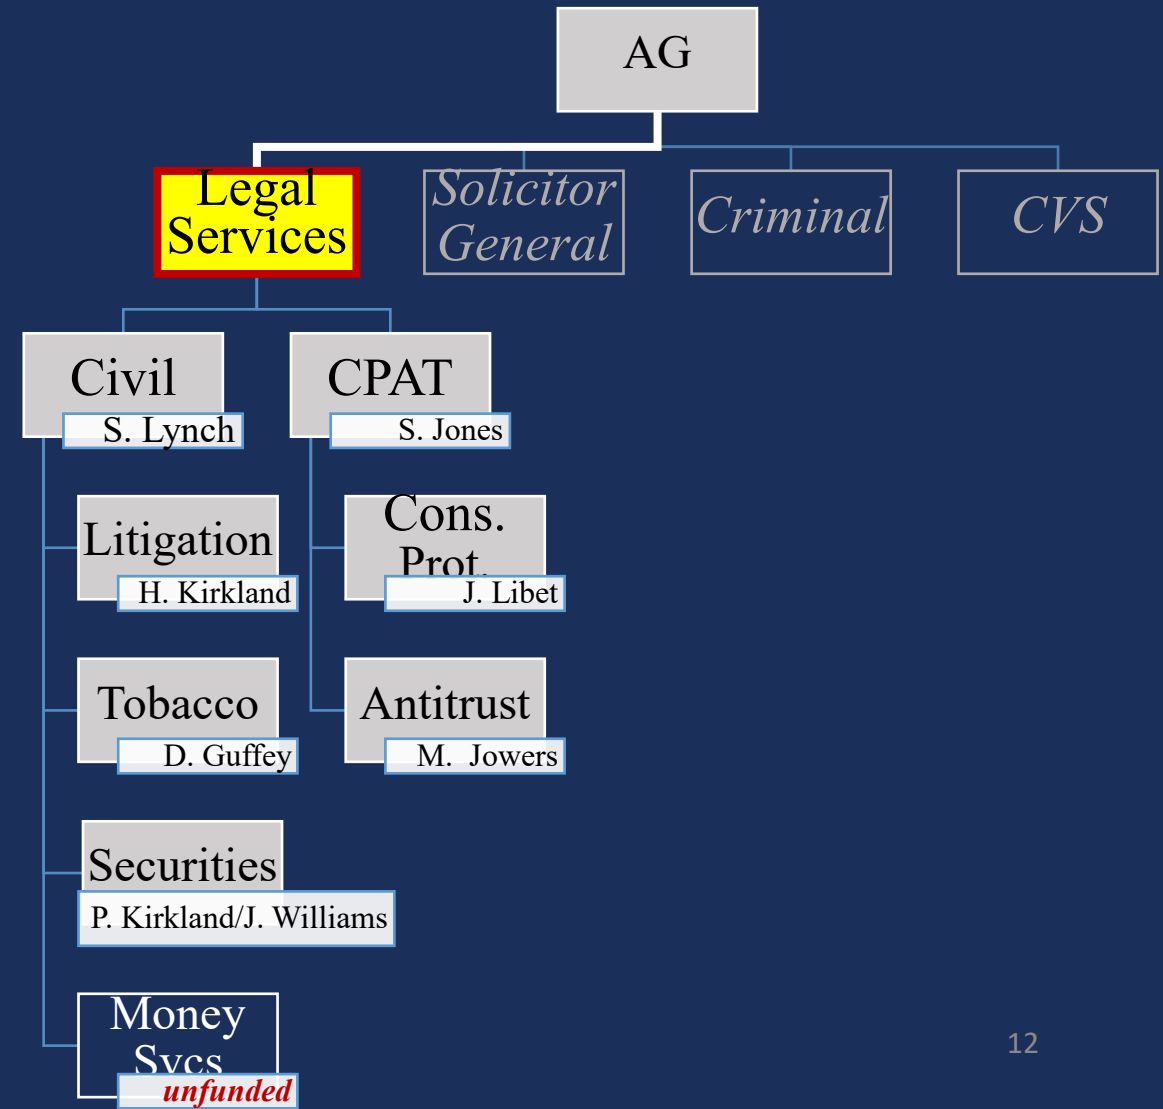 AG
Legal
Services
Solicitor
General
Criminal
CVS
Civil
S. Lynch
CPAT
S. Jones
Litigation
H. Kirkland
Cons.
Prot.
J. Libet
Tobacco
D. Guffey
Antitrust
M. Jowers
Securities
P. Kirkland/J. Williams
Money
Svcs
unfunded
12